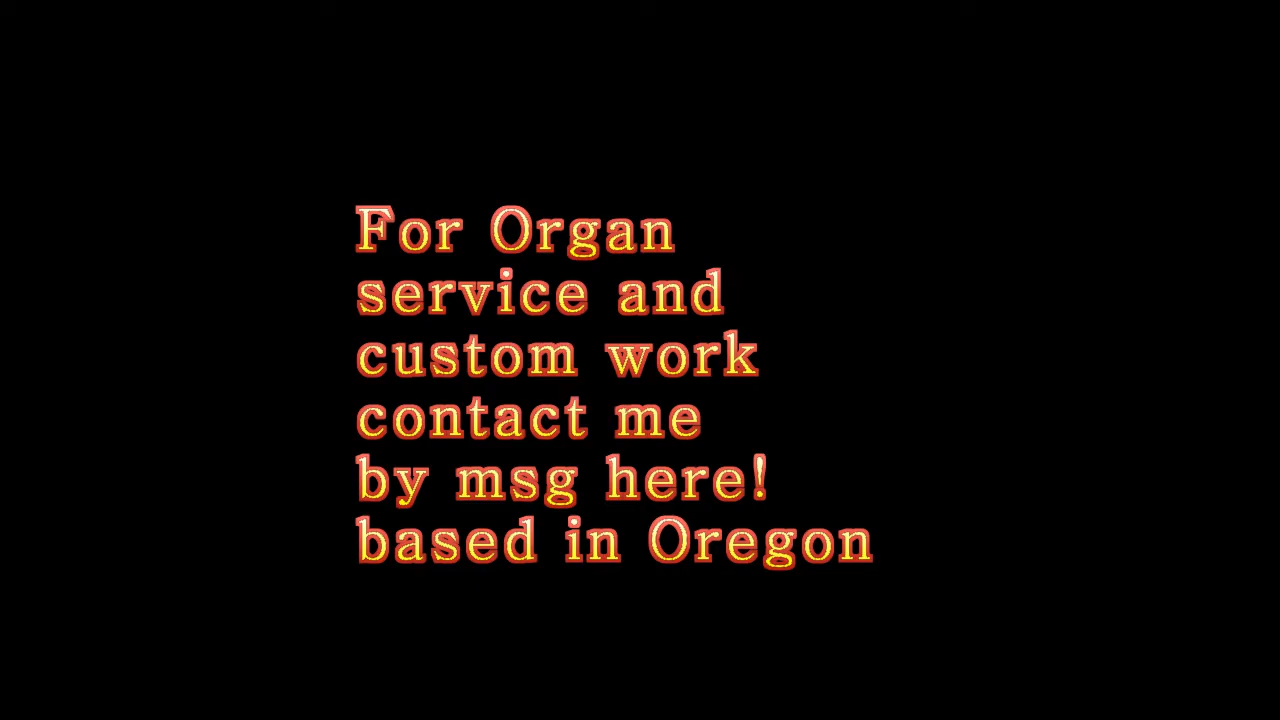 For Organ
service and
custom work
contact me
by msg here!
based in Oregon